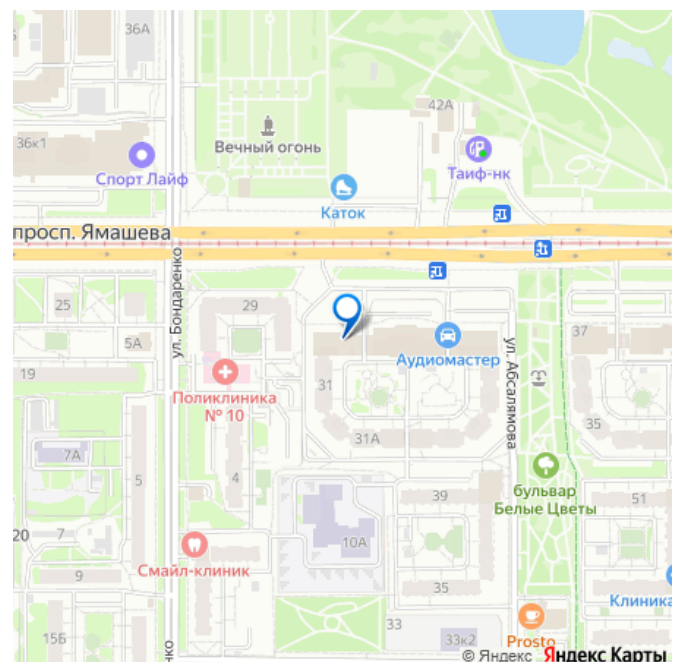 36А
42А
Вечный огонь
36к1
Спорт Лайф
Таиф-нк
Каток
просп. Ямашева
ул. Бондаренко
25
29
37
5А
Аудиомастер
ул. Абсалямова
19
Поликлиника
№ 10
31
35
31А
7А
5
4
39
бульвар
Белые Цветы
51
20
7
10А
9
Смайл-клиник
35
Клиника
33
15Б
33к2
Prosto
нко
© Яндекс Яндекс Карты